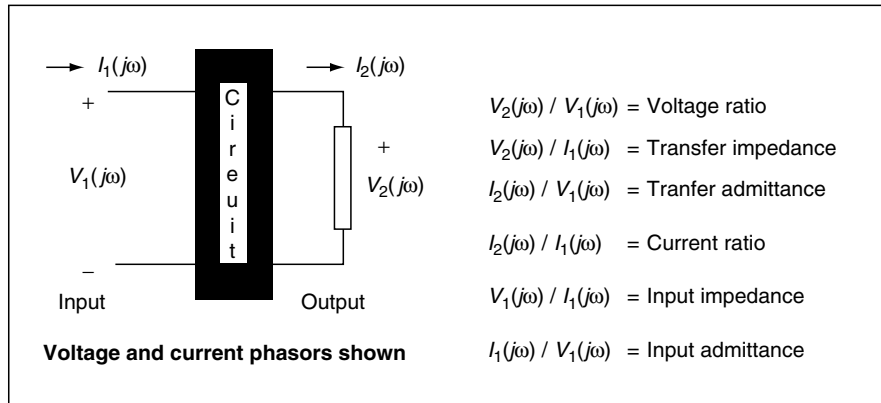 I₁(jω) I₂(jω)
+
V₁(jω)
−
C
i
r
e
u
i
t
+
V₂(jω)
Input Output
Voltage and current phasors shown
V₂(jω) / V₁(jω) = Voltage ratio
V₂(jω) / I₁(jω) = Transfer impedance
I₂(jω) / V₁(jω) = Tranfer admittance
I₂(jω) / I₁(jω) = Current ratio
V₁(jω) / I₁(jω) = Input impedance
I₁(jω) / V₁(jω) = Input admittance